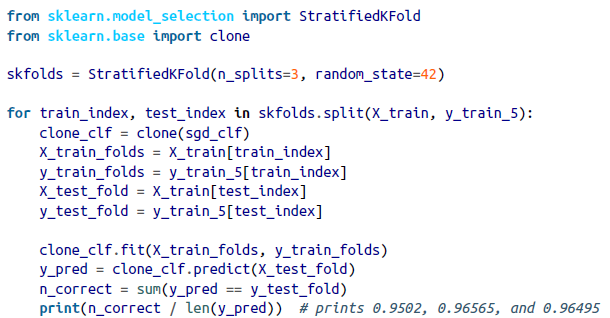 from sklearn.model_selection import StratifiedKFold
from sklearn.base import clone

skfolds = StratifiedKFold(n_splits=3, random_state=42)

for train_index, test_index in skfolds.split(X_train, y_train_5):
    clone_clf = clone(sgd_clf)
    X_train_folds = X_train[train_index]
    y_train_folds = y_train_5[train_index]
    X_test_fold = X_train[test_index]
    y_test_fold = y_train_5[test_index]

    clone_clf.fit(X_train_folds, y_train_folds)
    y_pred = clone_clf.predict(X_test_fold)
    n_correct = sum(y_pred == y_test_fold)
    print(n_correct / len(y_pred))  # prints 0.9502, 0.96565, and 0.96495